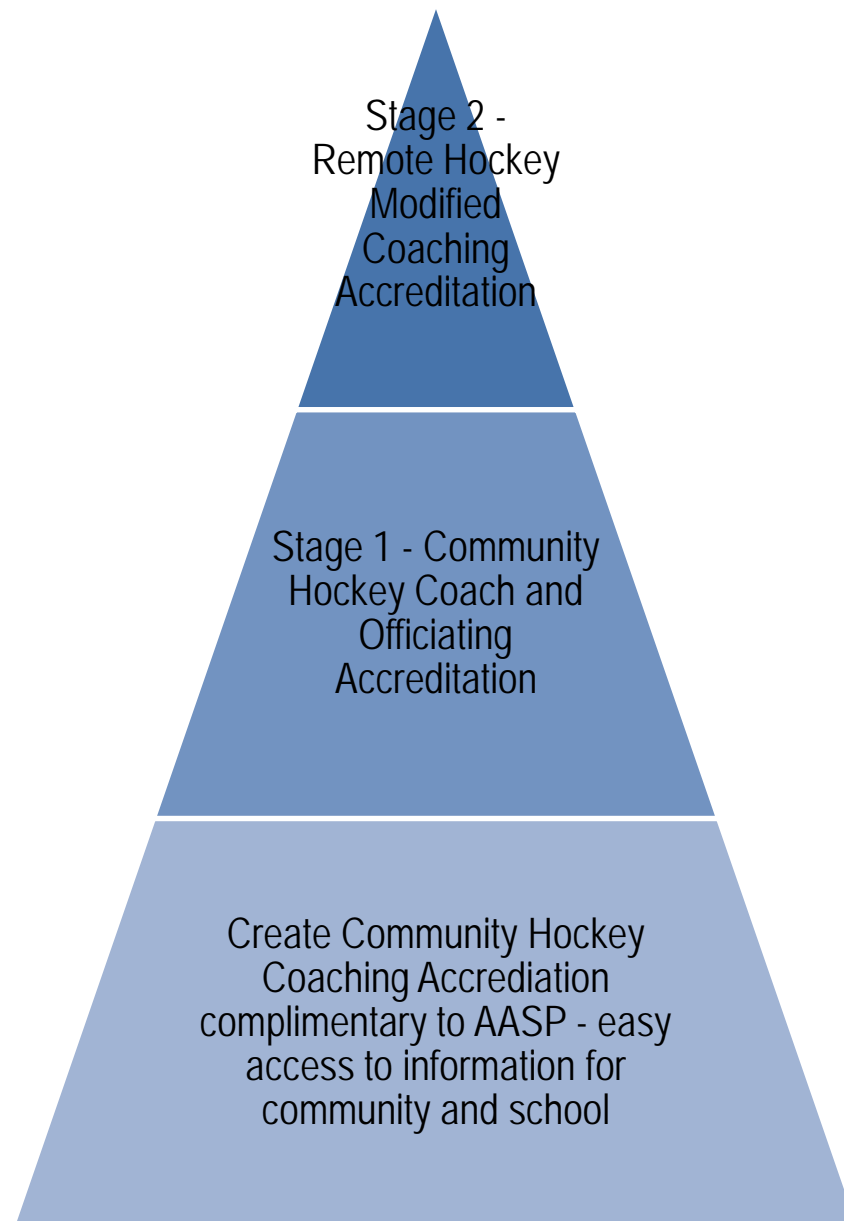 Stage 2 -
Remote Hockey
Modified
Coaching
Accreditation
Stage 1 - Community
Hockey Coach and
Officiating
Accreditation
Create Community Hockey
Coaching Accrediation
complimentary to AASP - easy
access to information for
community and school